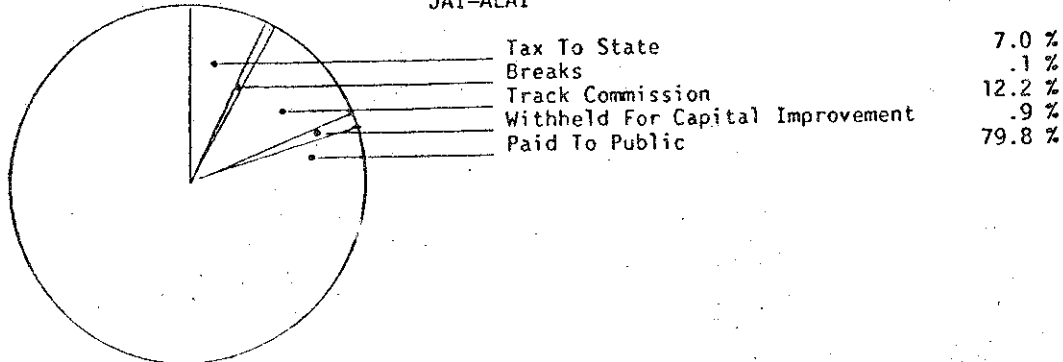 JAI-ALAI
Tax To State 7.0 %
Breaks .1 %
Track Commission 12.2 %
Withheld For Capital Improvement .9 %
Paid To Public 79.8 %